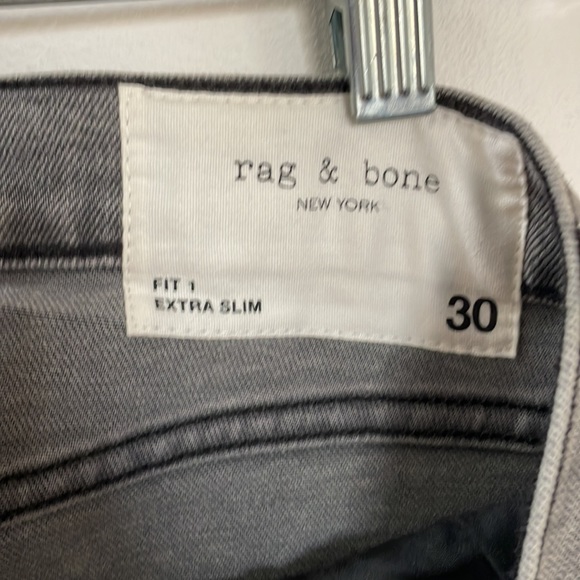 rag & bone
NEW YORK
FIT 1
EXTRA SLIM
30